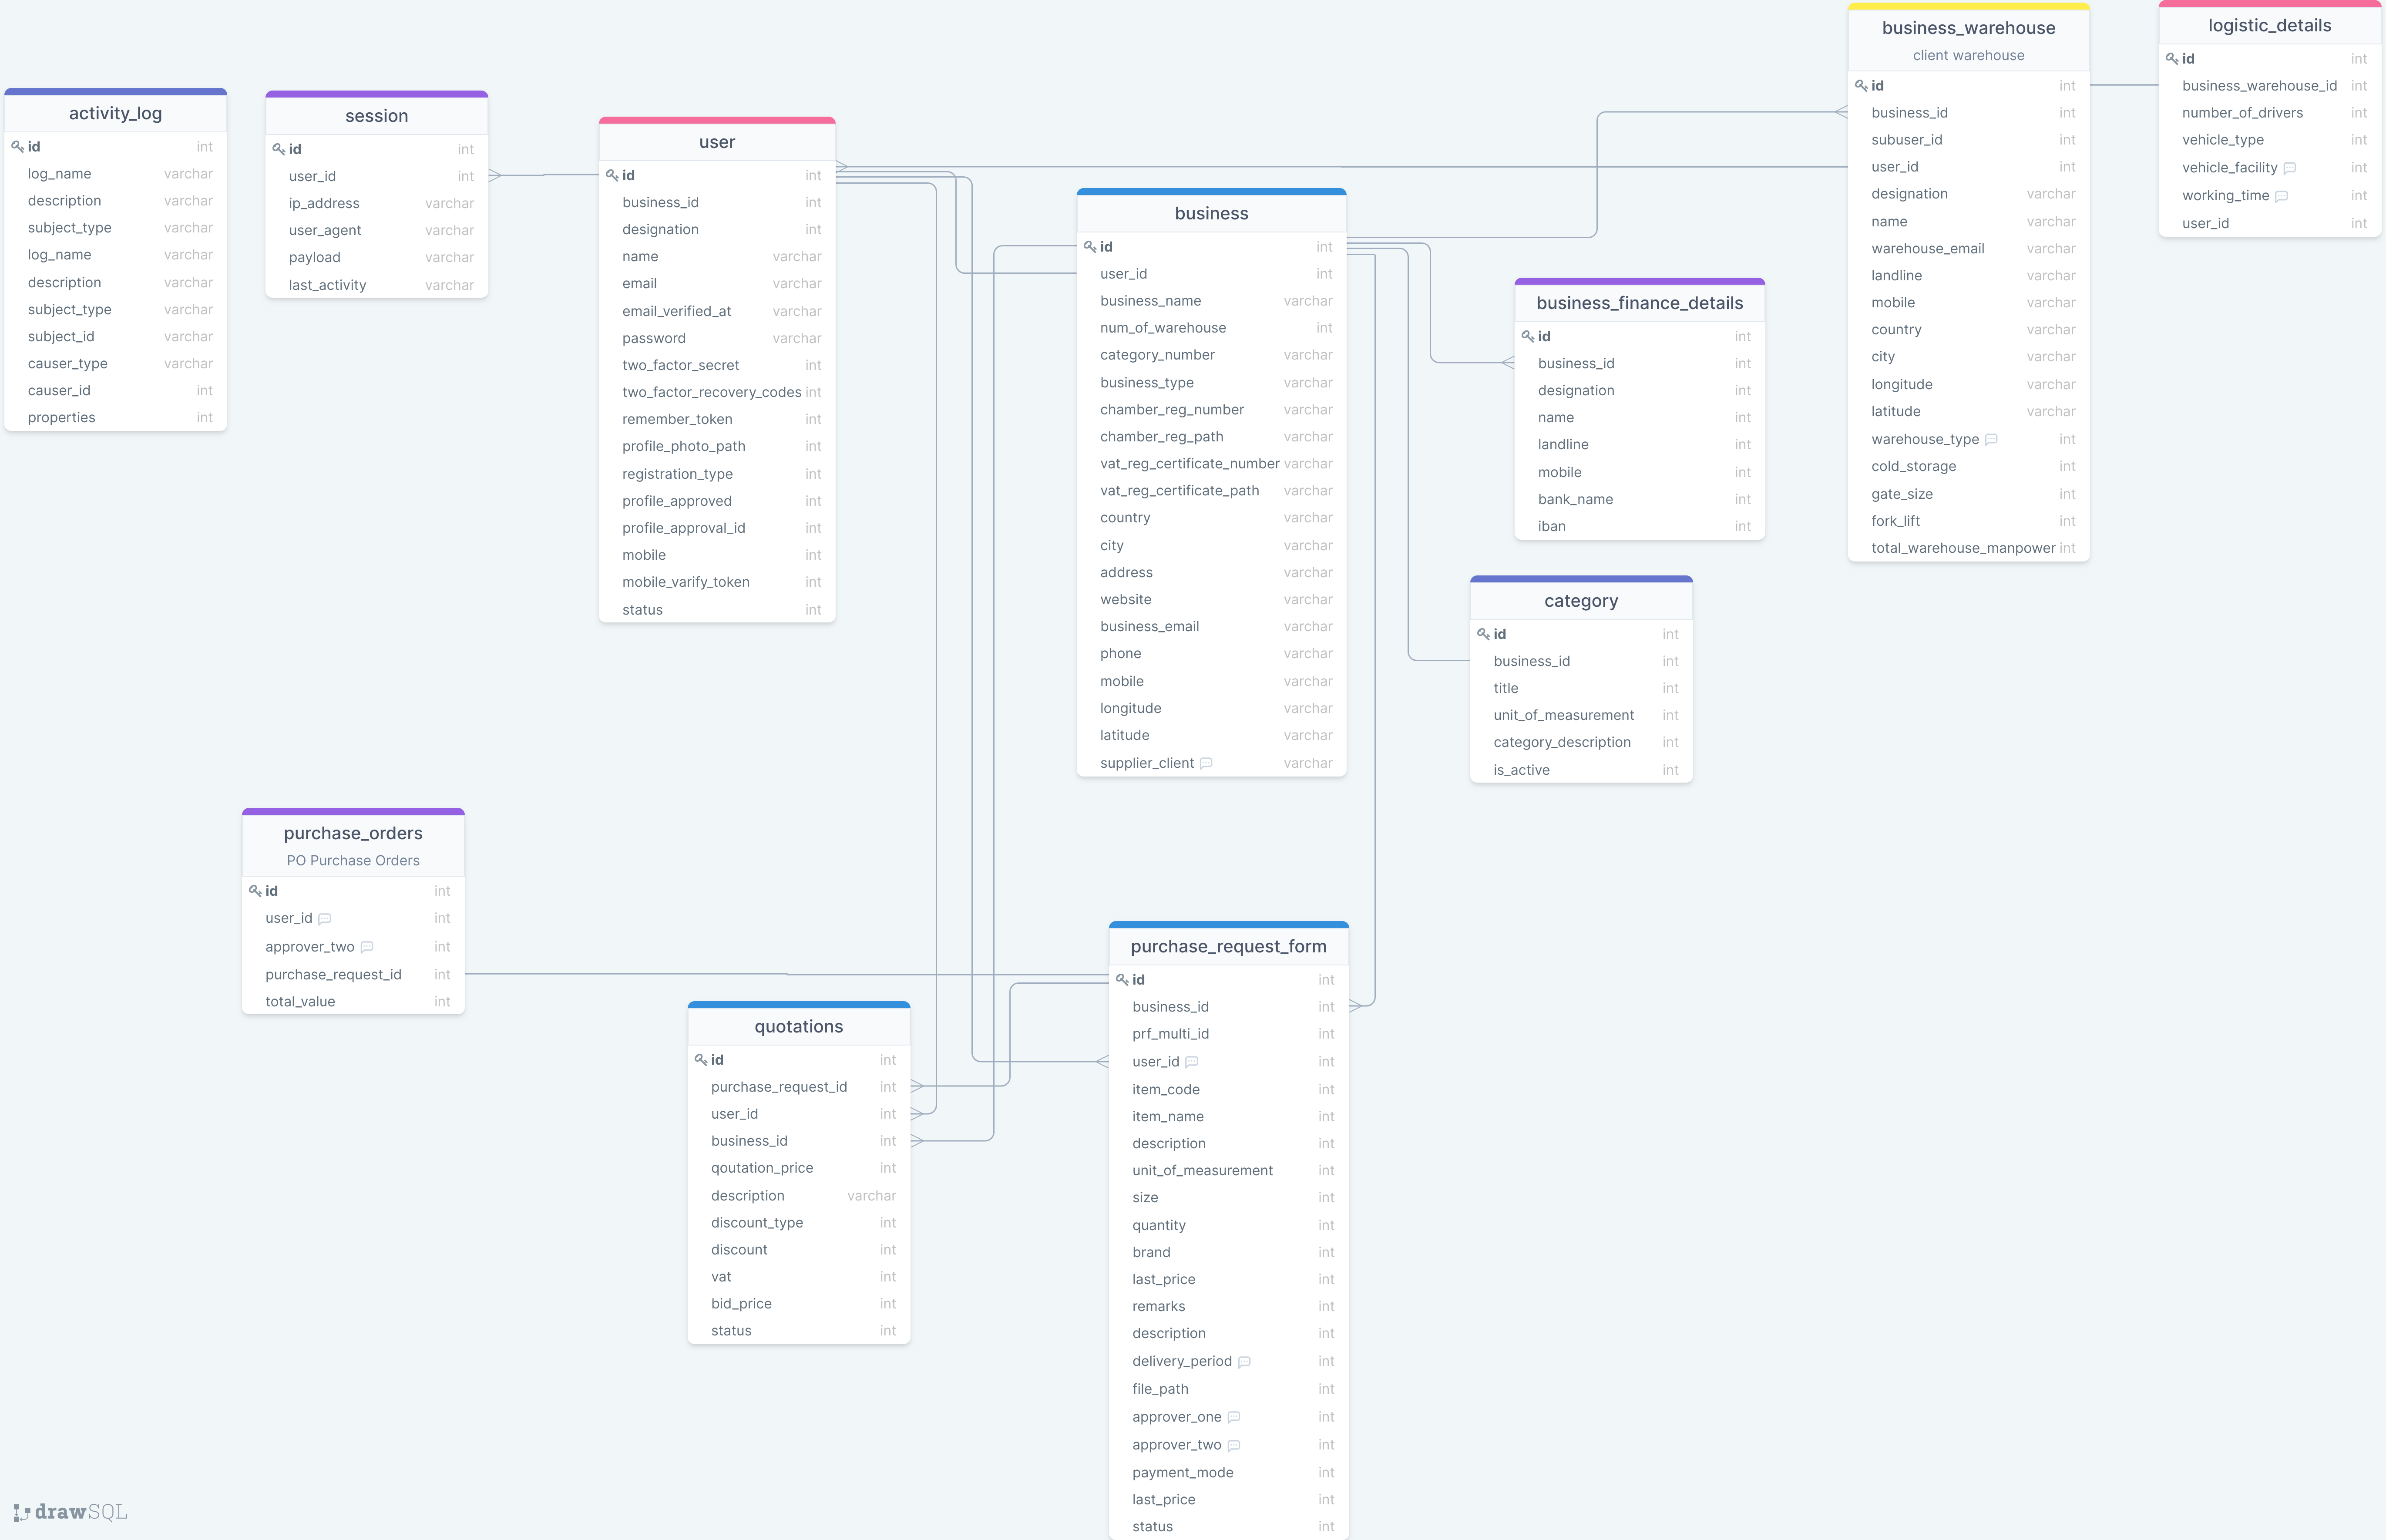 activity_log
id int
log_name varchar
description varchar
subject_type varchar
log_name varchar
description varchar
subject_type varchar
subject_id varchar
causer_type varchar
causer_id int
properties int
session
id int
user_id int
ip_address varchar
user_agent varchar
payload varchar
last_activity varchar
user
id int
business_id int
designation int
name varchar
email varchar
email_verified_at varchar
password varchar
two_factor_secret int
two_factor_recovery_codes int
remember_token int
profile_photo_path int
registration_type int
profile_approved int
profile_approval_id int
mobile int
mobile_varify_token int
status int
business
id int
user_id int
business_name varchar
num_of_warehouse int
category_number varchar
business_type varchar
chamber_reg_number varchar
chamber_reg_path varchar
vat_reg_certificate_number varchar
vat_reg_certificate_path varchar
country varchar
city varchar
address varchar
website varchar
business_email varchar
phone varchar
mobile varchar
longitude varchar
latitude varchar
supplier_client varchar
business_finance_details
id int
business_id int
designation int
name int
landline int
mobile int
bank_name int
iban int
category
id int
business_id int
title int
unit_of_measurement int
category_description int
is_active int
business_warehouse
client warehouse
id int
business_id int
subuser_id int
user_id int
designation varchar
name varchar
warehouse_email varchar
landline varchar
mobile varchar
country varchar
city varchar
longitude varchar
latitude varchar
warehouse_type int
cold_storage int
gate_size int
fork_lift int
total_warehouse_manpower int
logistic_details
id int
business_warehouse_id int
number_of_drivers int
vehicle_type int
vehicle_facility int
working_time int
user_id int
purchase_orders
PO Purchase Orders
id int
user_id int
approver_two int
purchase_request_id int
total_value int
quotations
id int
purchase_request_id int
user_id int
business_id int
qoutation_price int
description varchar
discount_type int
discount int
vat int
bid_price int
status int
purchase_request_form
id int
business_id int
prf_multi_id int
user_id int
item_code int
item_name int
description int
unit_of_measurement int
size int
quantity int
brand int
last_price int
remarks int
description int
delivery_period int
file_path int
approver_one int
approver_two int
payment_mode int
last_price int
status int
drawSQL